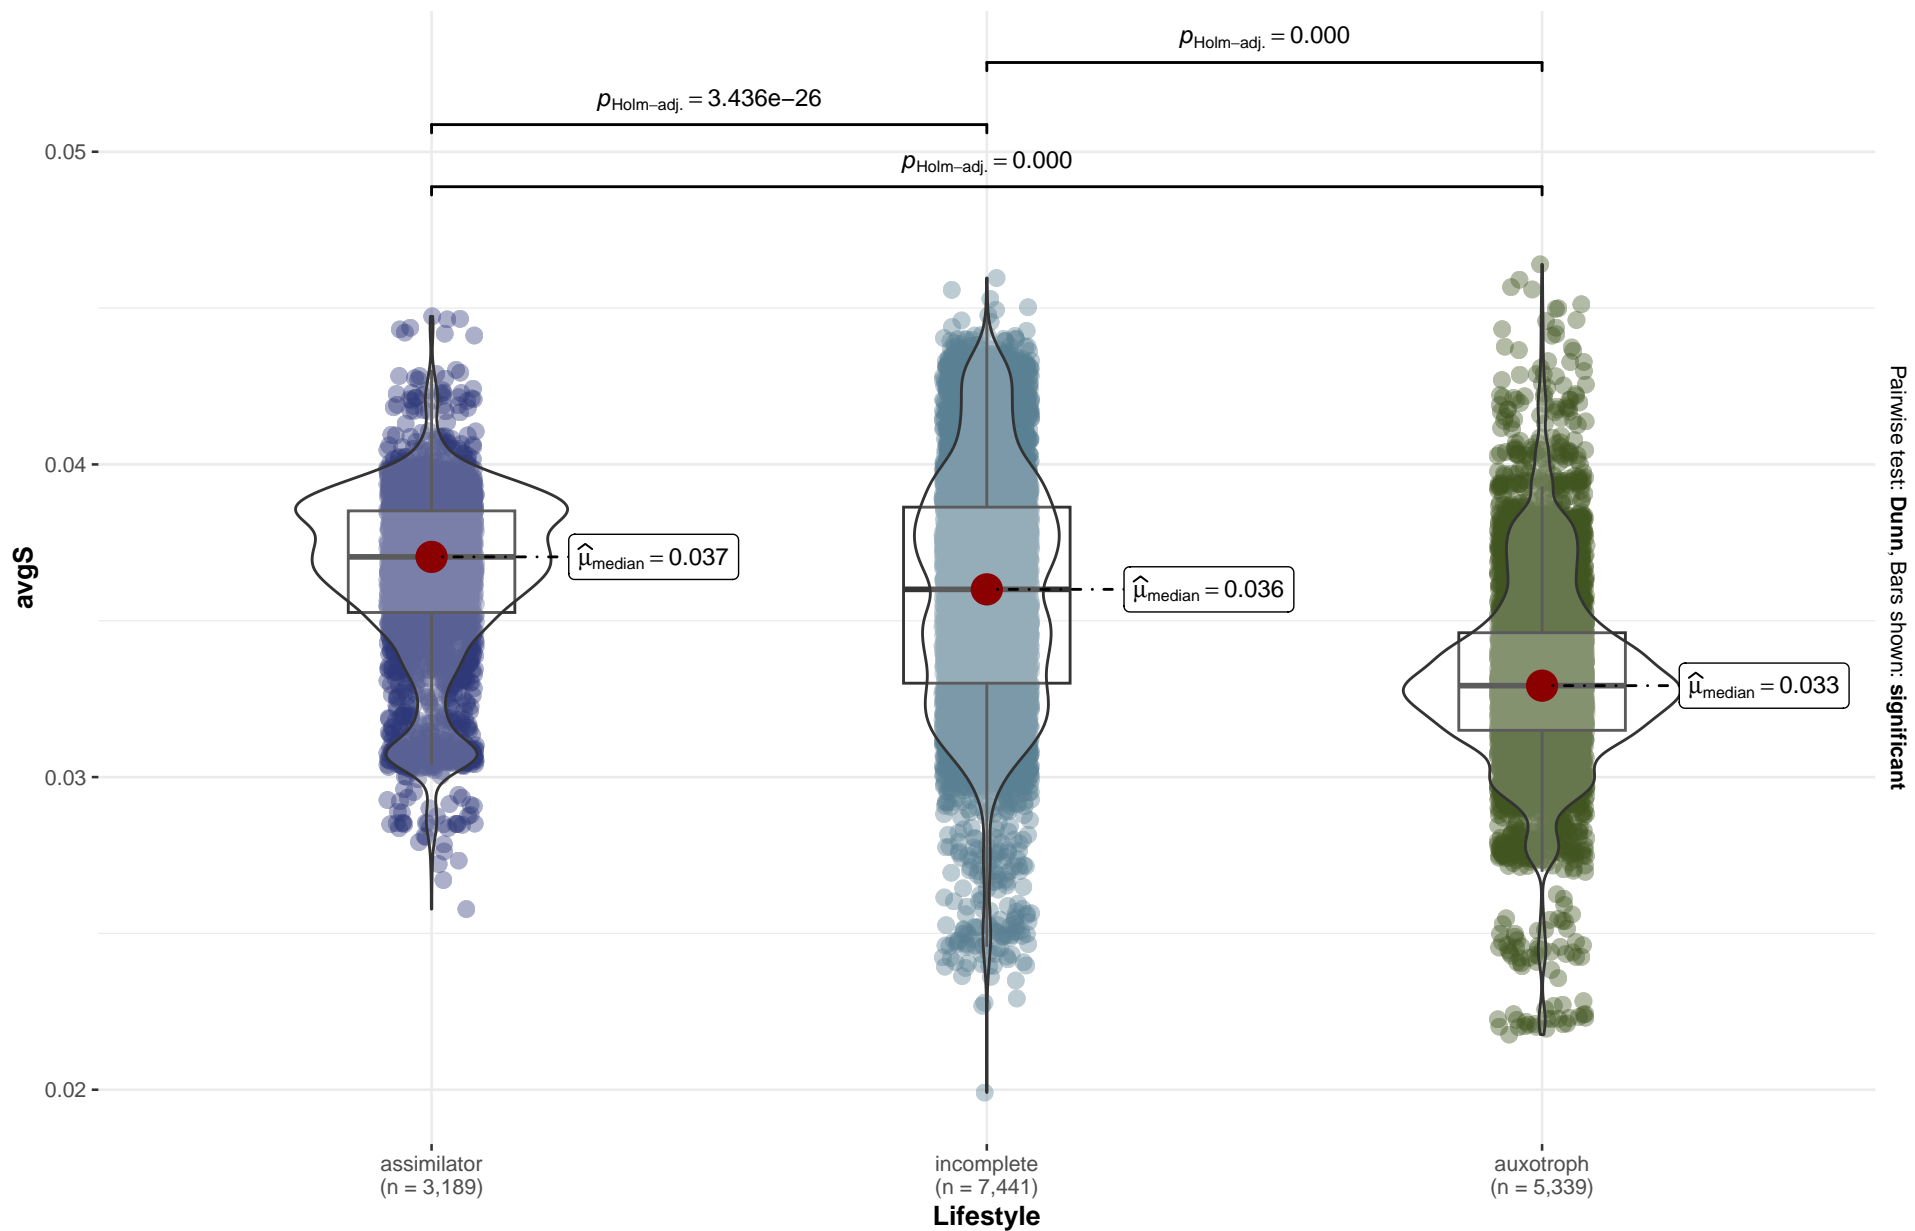 pHolm−adj. = 0.000
pHolm−adj. = 3.436e−26
pHolm−adj. = 0.000
0.05
0.04
0.03
0.02
avgS
μ̂median = 0.037
μ̂median = 0.036
μ̂median = 0.033
Pairwise test: Dunn, Bars shown: significant
assimilator
(n = 3,189)
incomplete
(n = 7,441)
auxotroph
(n = 5,339)
Lifestyle